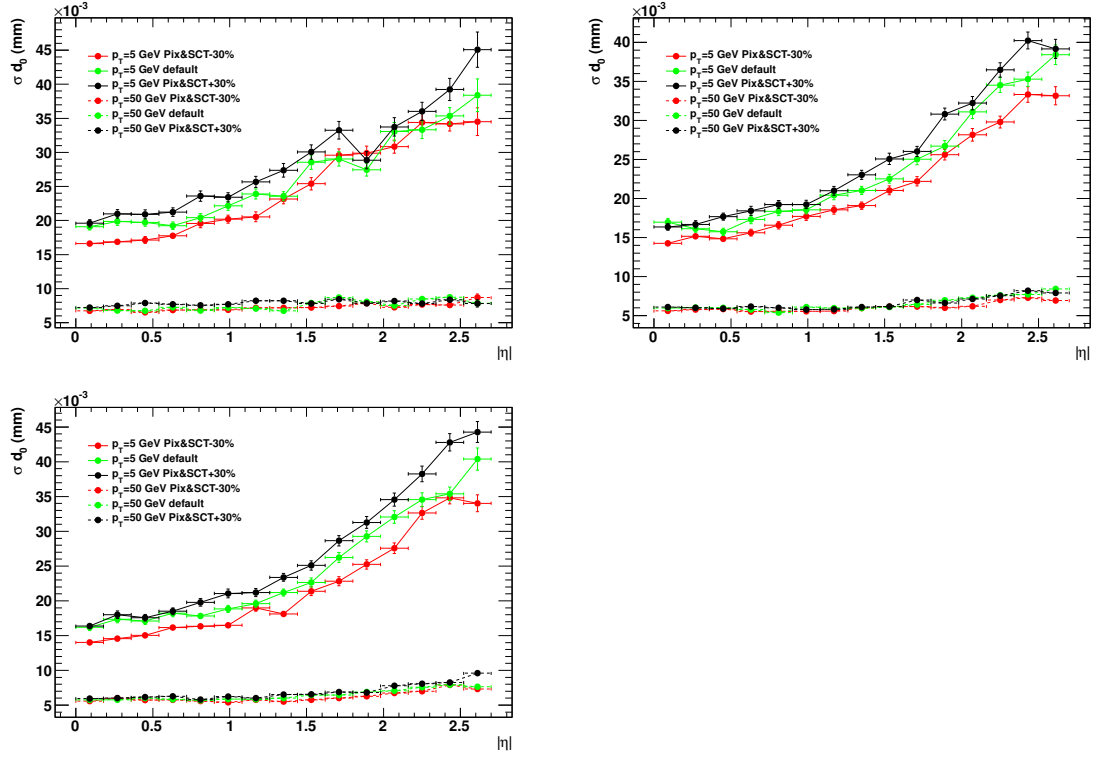 ×10⁻³
σ d₀ (mm)
45
40
35
30
25
20
15
10
5
p_T=5 GeV Pix&SCT-30%
p_T=5 GeV default
p_T=5 GeV Pix&SCT+30%
p_T=50 GeV Pix&SCT-30%
p_T=50 GeV default
p_T=50 GeV Pix&SCT+30%
0 0.5 1 1.5 2 2.5
|η|
×10⁻³
σ d₀ (mm)
40
35
30
25
20
15
10
5
p_T=5 GeV Pix&SCT-30%
p_T=5 GeV default
p_T=5 GeV Pix&SCT+30%
p_T=50 GeV Pix&SCT-30%
p_T=50 GeV default
p_T=50 GeV Pix&SCT+30%
0 0.5 1 1.5 2 2.5
|η|
×10⁻³
σ d₀ (mm)
45
40
35
30
25
20
15
10
5
p_T=5 GeV Pix&SCT-30%
p_T=5 GeV default
p_T=5 GeV Pix&SCT+30%
p_T=50 GeV Pix&SCT-30%
p_T=50 GeV default
p_T=50 GeV Pix&SCT+30%
0 0.5 1 1.5 2 2.5
|η|